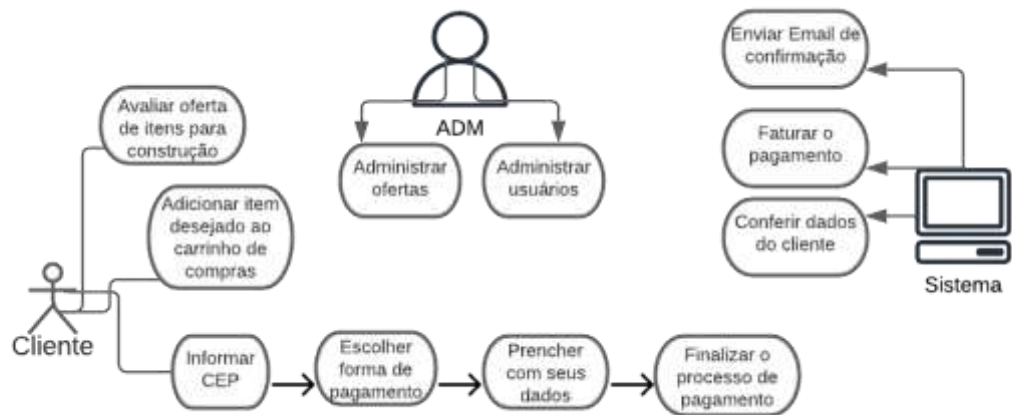 Enviar Email de
confirmação
Avaliar oferta
de itens para
construção
ADM
Faturar o
pagamento
Administrar
ofertas
Administrar
usuários
Adicionar item
desejado ao
carrinho de
compras
Conferir dados
do cliente
Sistema
Cliente
Informar
CEP
Escolher
forma de
pagamento
Prencher
com seus
dados
Finalizar o
processo de
pagamento